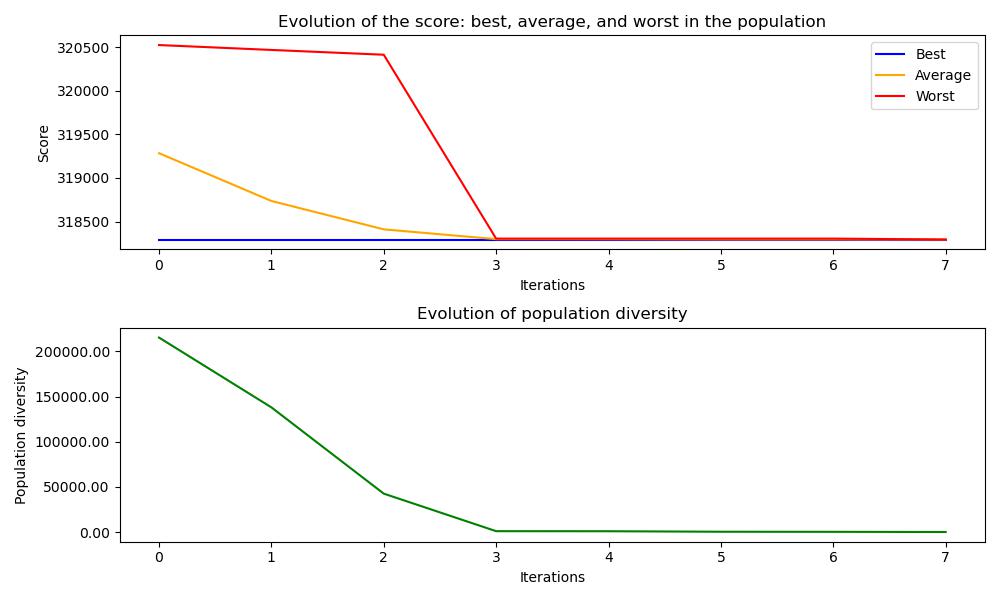 Evolution of the score: best, average, and worst in the population
320500
320000
319500
319000
318500
Score
Best
Average
Worst
0 1 2 3 4 5 6 7
Iterations
Evolution of population diversity
200000.00
150000.00
100000.00
50000.00
0.00
Population diversity
0 1 2 3 4 5 6 7
Iterations